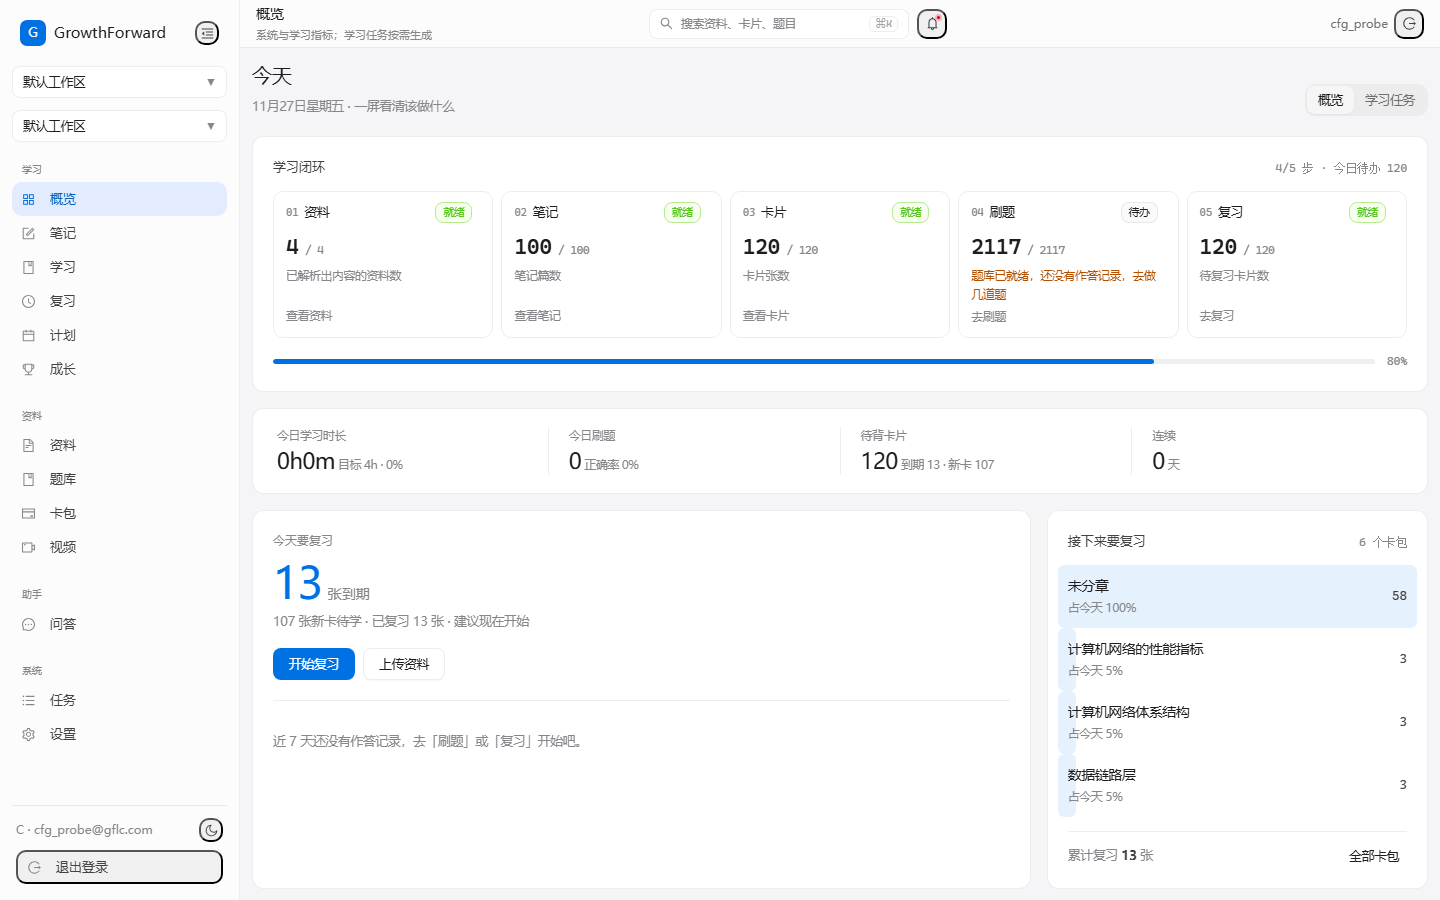 G GrowthForward
默认工作区 ▼
默认工作区 ▼
学习
概览
笔记
学习
复习
计划
成长
资料
资料
题库
卡包
视频
助手
问答
系统
任务
设置
C · cfg_probe@gflc.com
退出登录
概览
系统与学习指标；学习任务按需生成
搜索资料、卡片、题目 ⌘K
cfg_probe
今天
11月27日星期五 · 一屏看清该做什么
概览 学习任务
学习闭环
4/5 步 · 今日待办 120
01 资料 就绪
4 / 4
已解析出内容的资料数
查看资料
02 笔记 就绪
100 / 100
笔记篇数
查看笔记
03 卡片 就绪
120 / 120
卡片张数
查看卡片
04 刷题 待办
2117 / 2117
题库已就绪，还没有作答记录，去做
几道题
去刷题
05 复习 就绪
120 / 120
待复习卡片数
去复习
80%
今日学习时长
0h0m 目标 4h · 0%
今日刷题
0 正确率 0%
待背卡片
120 到期 13 · 新卡 107
连续
0 天
今天要复习
13 张到期
107 张新卡待学 · 已复习 13 张 · 建议现在开始
开始复习 上传资料
近 7 天还没有作答记录，去「刷题」或「复习」开始吧。
接下来要复习 6 个卡包
未分章 58
占今天 100%
计算机网络的性能指标 3
占今天 5%
计算机网络体系结构 3
占今天 5%
数据链路层 3
占今天 5%
累计复习 13 张 全部卡包